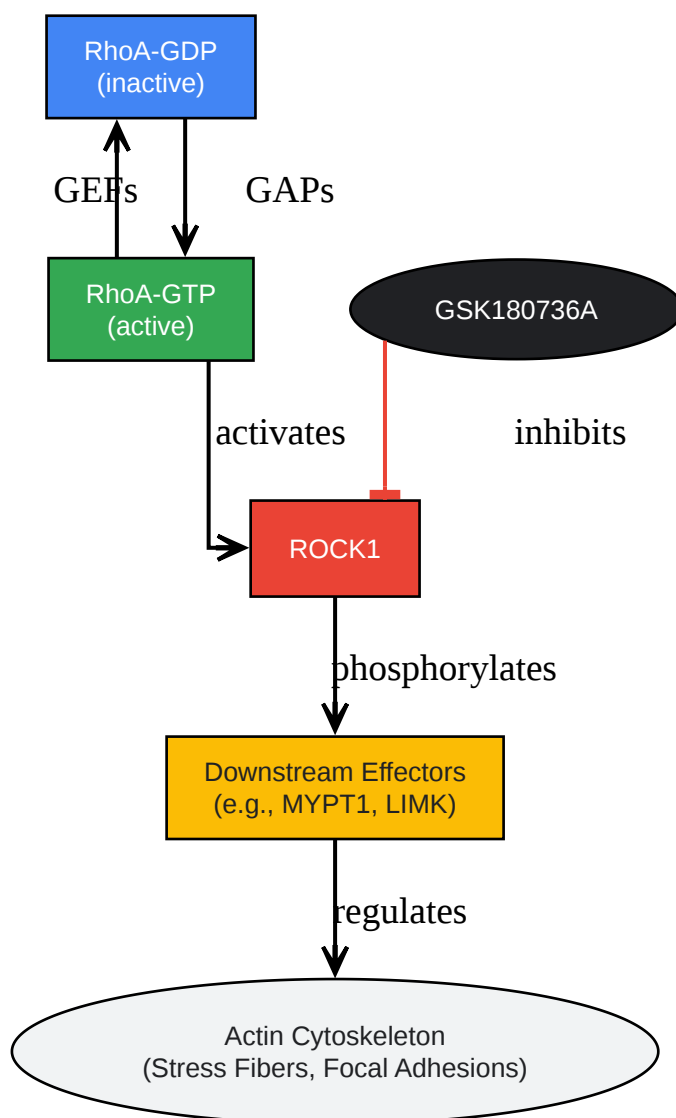 RhoA-GDP
(inactive)
GEFs
GAPs
RhoA-GTP
(active)
GSK180736A
activates
inhibits
ROCK1
phosphorylates
Downstream Effectors
(e.g., MYPT1, LIMK)
regulates
Actin Cytoskeleton
(Stress Fibers, Focal Adhesions)